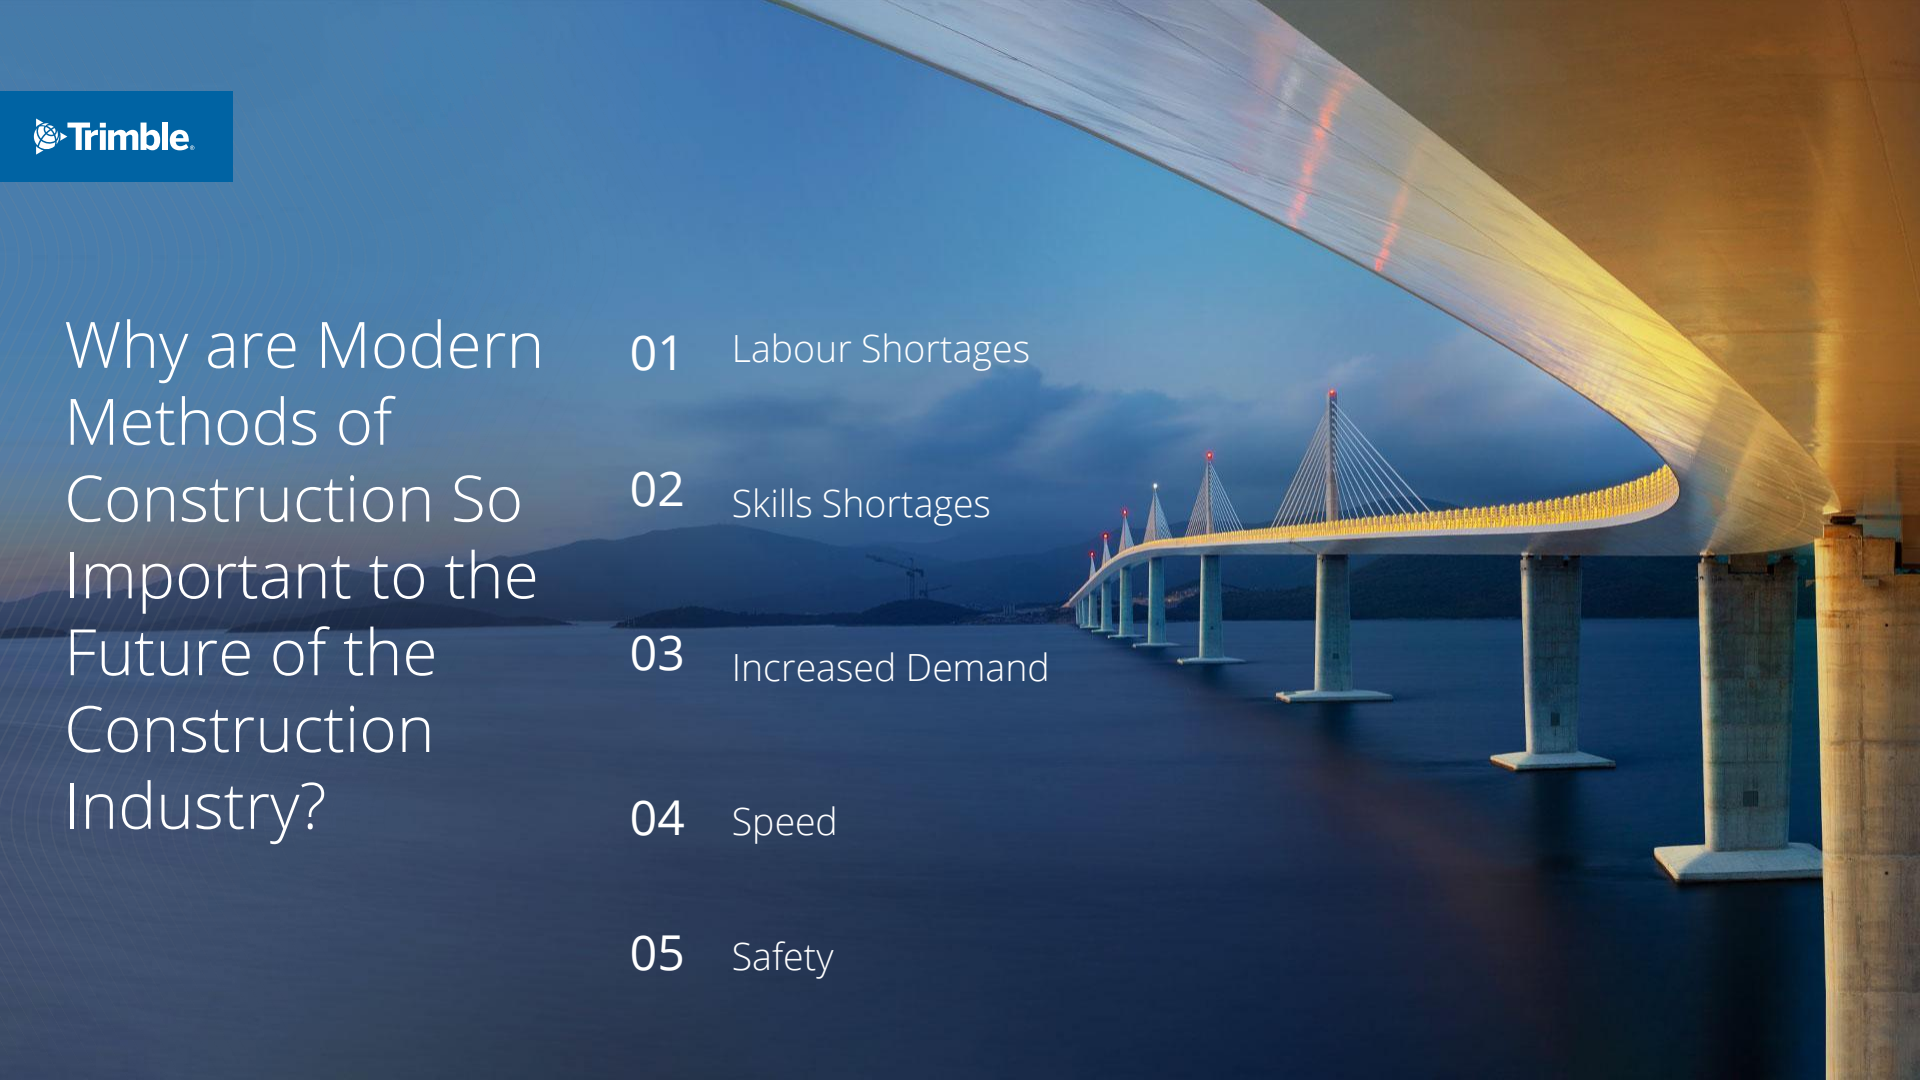 Trimble
Why are Modern
Methods of
Construction So
Important to the
Future of the
Construction
Industry?
01 Labour Shortages
02 Skills Shortages
03 Increased Demand
04 Speed
05 Safety